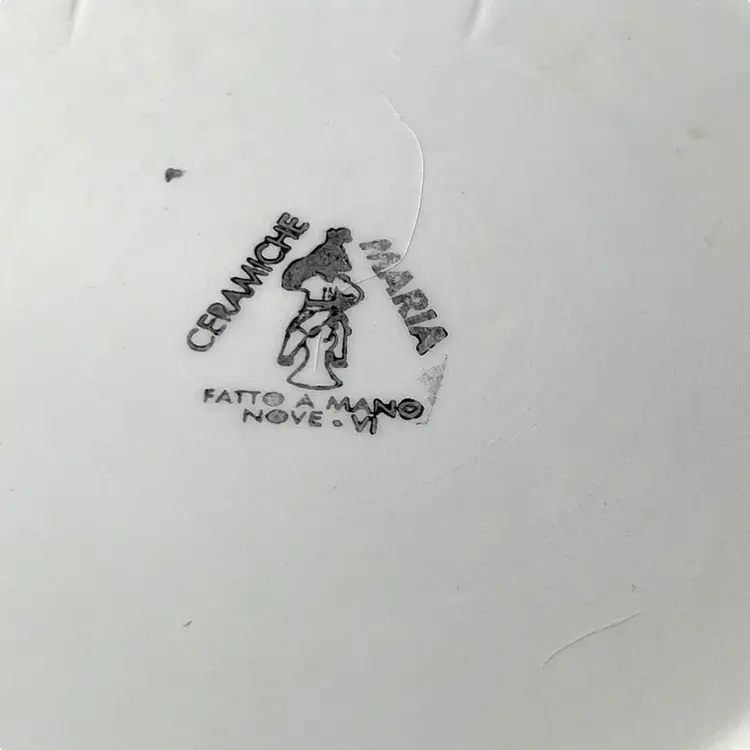 CERAMICHE
MARIA
FATTO A MANO
NOVE - VI